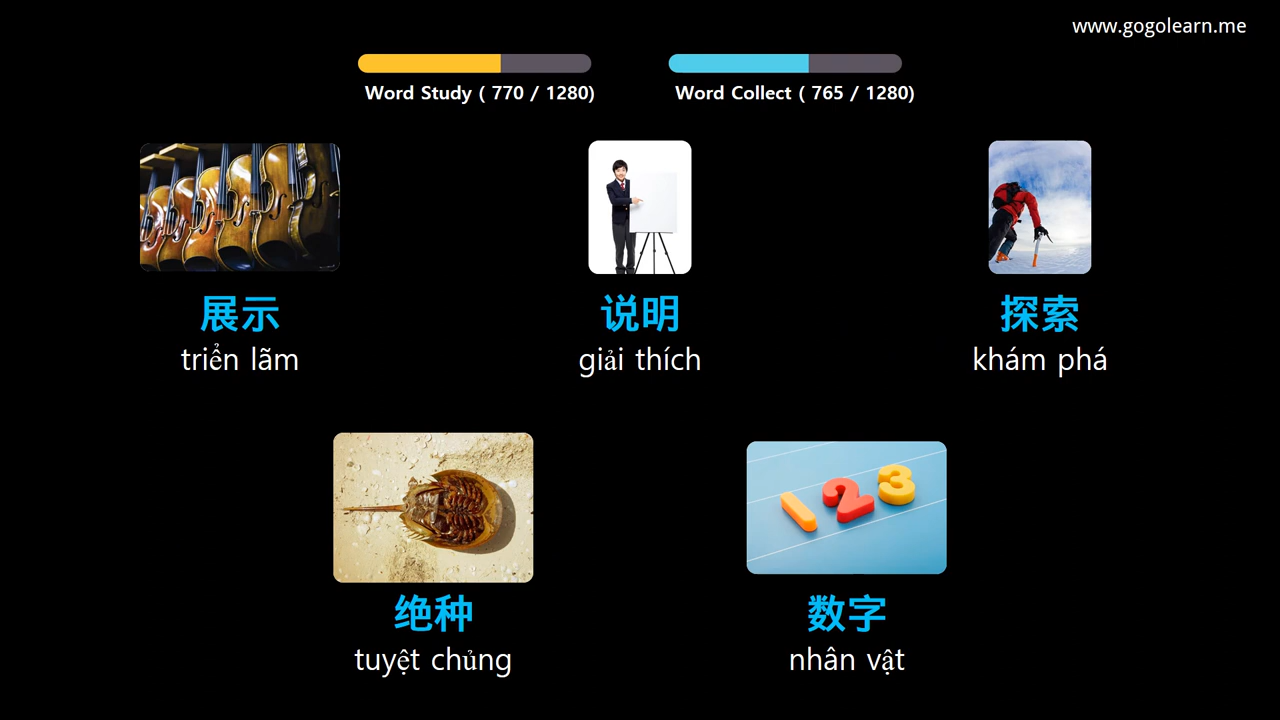 www.gogolearn.me
Word Study ( 770 / 1280)
Word Collect ( 765 / 1280)
展示
triển lãm
说明
giải thích
探索
khám phá
绝种
tuyệt chủng
数字
nhân vật
123